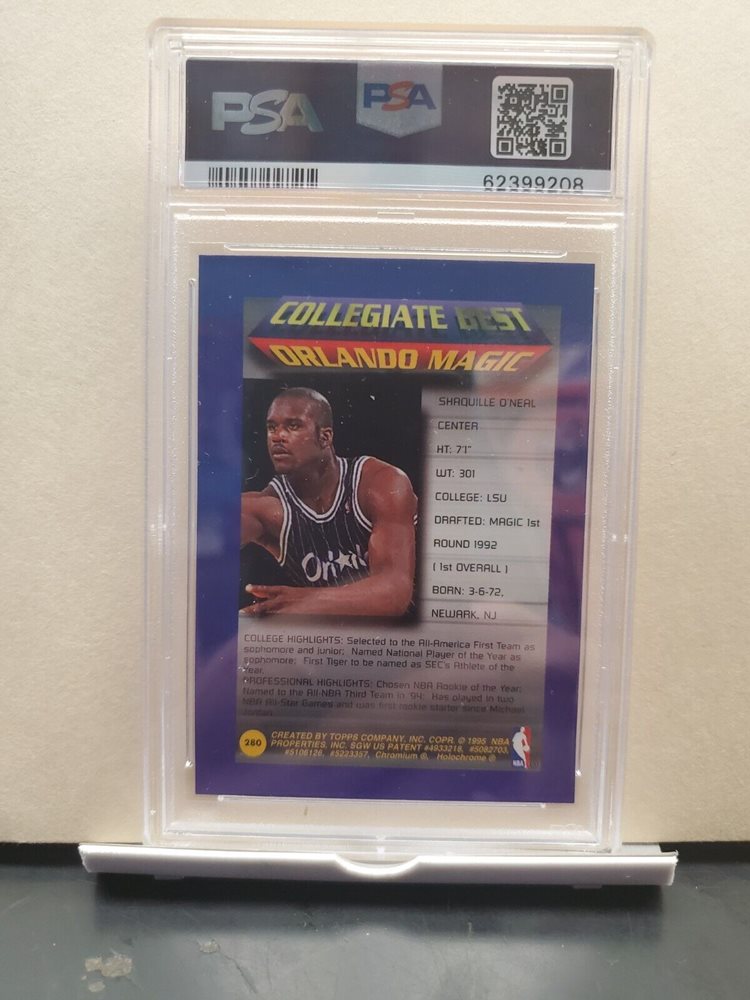 PSA
PSA
62399208
COLLEGIATE BEST
ORLANDO MAGIC
SHAQUILLE O'NEAL
CENTER
HT: 7'1"
WT: 301
COLLEGE: LSU
DRAFTED: MAGIC 1st
ROUND 1992
( 1st OVERALL )
BORN: 3-6-72,
NEWARK, NJ
Orla
COLLEGE HIGHLIGHTS: Selected to the All-America First Team as
sophomore and junior; Named National Player of the Year as
sophomore; First Tiger to be named as SEC's Athlete of the
Year.
PROFESSIONAL HIGHLIGHTS: Chosen NBA Rookie of the Year;
Named to the All-NBA Third Team in '94; Has played in two
NBA All-Star Games and was first rookie starter since Michael
Jordan.
280
CREATED BY TOPPS COMPANY, INC. COPR. © 1995 NBA
PROPERTIES, INC. SGW US PATENT #4933218, #5082703,
#5106126, #5223357, Chromium ®, Holochrome ®
NBA